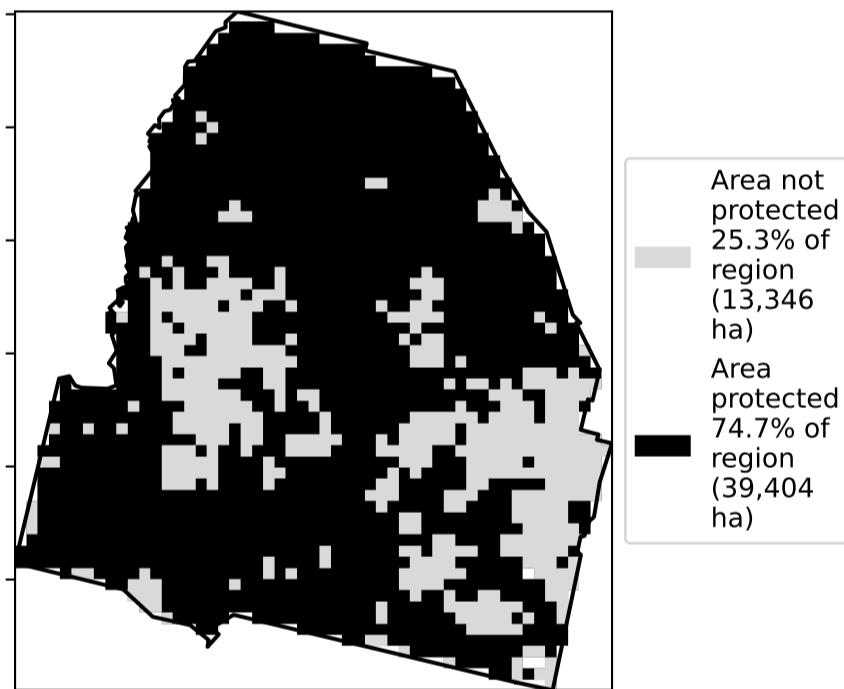 Area not
protected
25.3% of
region
(13,346
ha)
Area
protected
74.7% of
region
(39,404
ha)